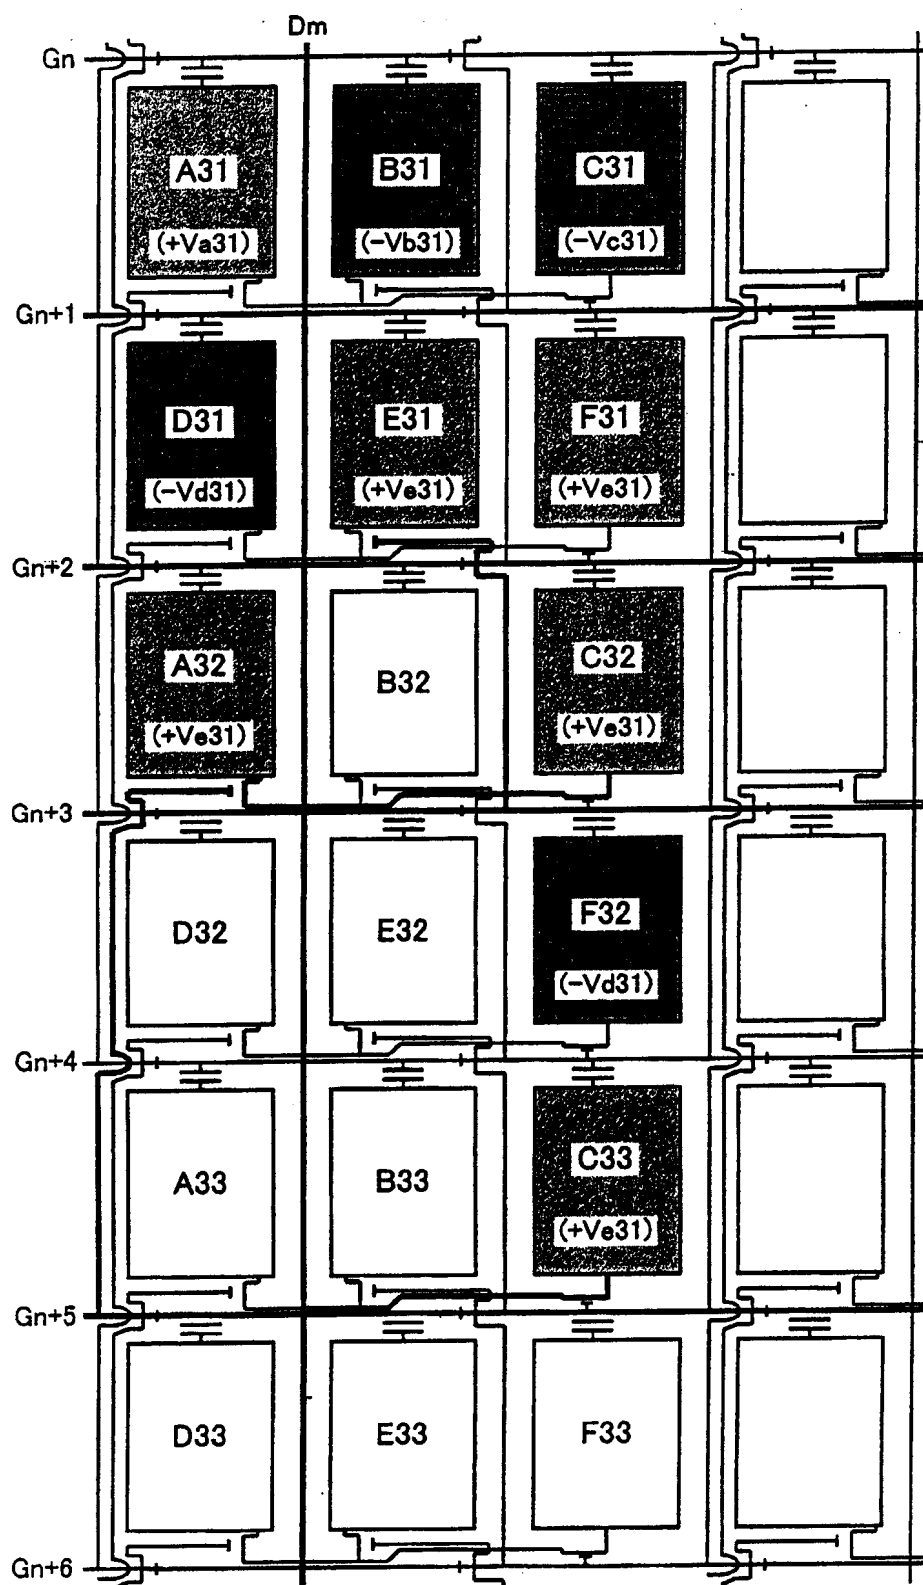 Dm
Gn
A31
B31
C31
(+Va31)
(-Vb31)
(-Vc31)
Gn+1
D31
E31
F31
(-Vd31)
(+Ve31)
(+Ve31)
Gn+2
A32
B32
C32
(+Ve31)
(+Ve31)
Gn+3
D32
E32
F32
(-Vd31)
Gn+4
A33
B33
C33
(+Ve31)
Gn+5
D33
E33
F33
Gn+6